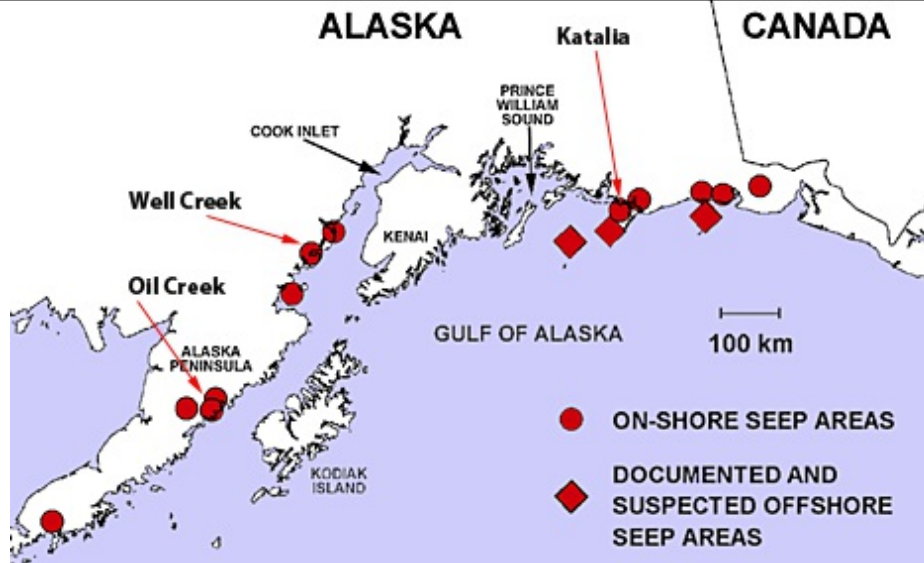 ALASKA
CANADA
Katalia
PRINCE
WILLIAM
SOUND
COOK INLET
Well Creek
KENAI
Oil Creek
GULF OF ALASKA
100 km
ALASKA
PENINSULA
KODIAK
ISLAND
ON-SHORE SEEP AREAS
DOCUMENTED AND
SUSPECTED OFFSHORE
SEEP AREAS